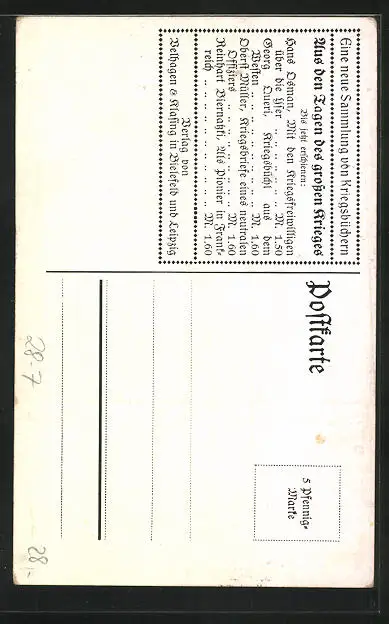 Eine neue Sammlung von Kriegsbüchern
Aus den Tagen des großen Krieges
Bis jetzt erschienen:
Hans Osman, Mit den Kriegsfreiwilligen
über die Yser .. .. .. .. .. .. M. 1.50
Georg Queri, Kriegsbüchl aus dem
Westen .. .. .. .. .. .. .. M. 1.60
Oberst Müller, Kriegsbriefe eines neutralen
Offiziers .. .. .. .. .. .. .. M. 1.60
Reinhart Biernatzki, Als Pionier in Frank-
reich .. .. .. .. .. .. .. .. M. 1.60
Verlag von
Velhagen & Klasing in Bielefeld und Leipzig
Postkarte
5 Pfennig-
Marke
28-7
28,-